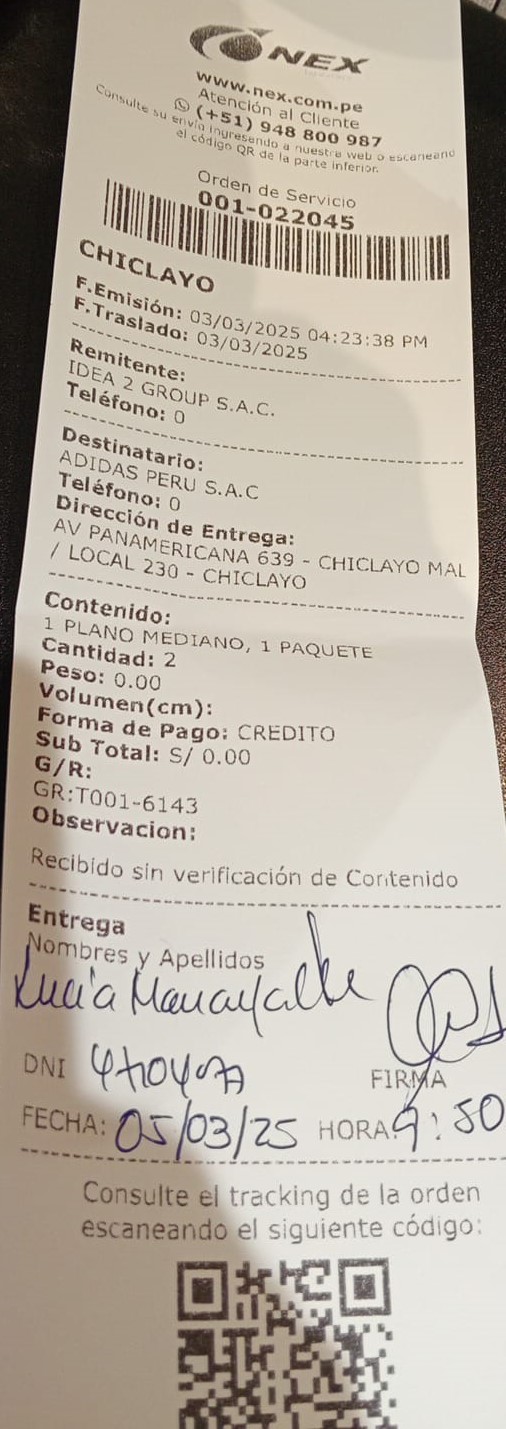 NEX
www.nex.com.pe
Atención al Cliente
(+51) 948 800 987
Consulte su envío ingresando a nuestra web o escaneand
el código QR de la parte inferior.
Orden de Servicio
001-022045
CHICLAYO
F.Emisión: 03/03/2025 04:23:38 PM
F.Traslado: 03/03/2025
Remitente:
IDEA 2 GROUP S.A.C.
Teléfono: 0
Destinatario:
ADIDAS PERU S.A.C
Teléfono: 0
Dirección de Entrega:
AV PANAMERICANA 639 - CHICLAYO MAL
/ LOCAL 230 - CHICLAYO
Contenido:
1 PLANO MEDIANO, 1 PAQUETE
Cantidad: 2
Peso: 0.00
Volumen(cm):
Forma de Pago: CREDITO
Sub Total: S/ 0.00
G/R:
GR:T001-6143
Observacion:
Recibido sin verificación de Contenido
Entrega
Nombres y Apellidos
Lucía
DNI
FIRMA
FECHA: 05/03/25 HORA: 9:50
Consulte el tracking de la orden
escaneando el siguiente código: